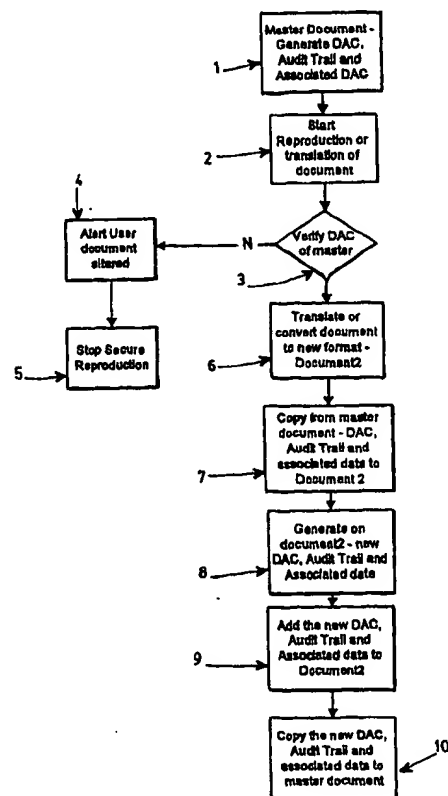 Master Document -
Generate DAC,
Audit Trail and
Associated DAC
1
Start
Reproduction or
translation of
document
2
Verify DAC
of master
3
N
4
Alert User
document
altered
Stop Secure
Reproduction
5
Translate or
convert document
to new format -
Document2
6
Copy from master
document - DAC,
Audit Trail and
associated data to
Document 2
7
Generate on
document2 - new
DAC, Audit Trail and
Associated data
8
Add the new DAC,
Audit Trail and
Associated data to
Document2
9
Copy the new DAC,
Audit Trail and
associated data to
master document
10